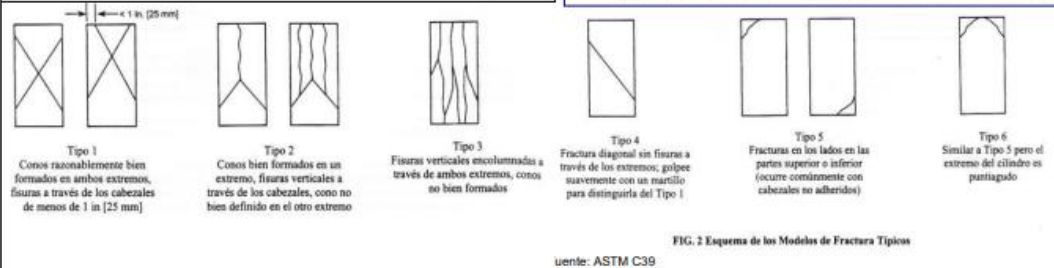 < 1 in. [25 mm]
Tipo 1
Conos razonablemente bien
formados en ambos extremos,
fisuras a través de los cabezales
de menos de 1 in [25 mm]
Tipo 2
Conos bien formados en un
extremo, fisuras verticales a
través de los cabezales, cono no
bien definido en el otro extremo
Tipo 3
Fisuras verticales encolumnadas a
través de ambos extremos, conos
no bien formados
Tipo 4
Fractura diagonal sin fisuras a
través de los extremos; golpee
suavemente con un martillo
para distinguirla del Tipo 1
Tipo 5
Fracturas en los lados en las
partes superior o inferior
(ocurre comúnmente con
cabezales no adheridos)
Tipo 6
Similar a Tipo 5 pero el
extremo del cilindro es
puntiagudo
FIG. 2 Esquema de los Modelos de Fractura Típicos
uente: ASTM C39